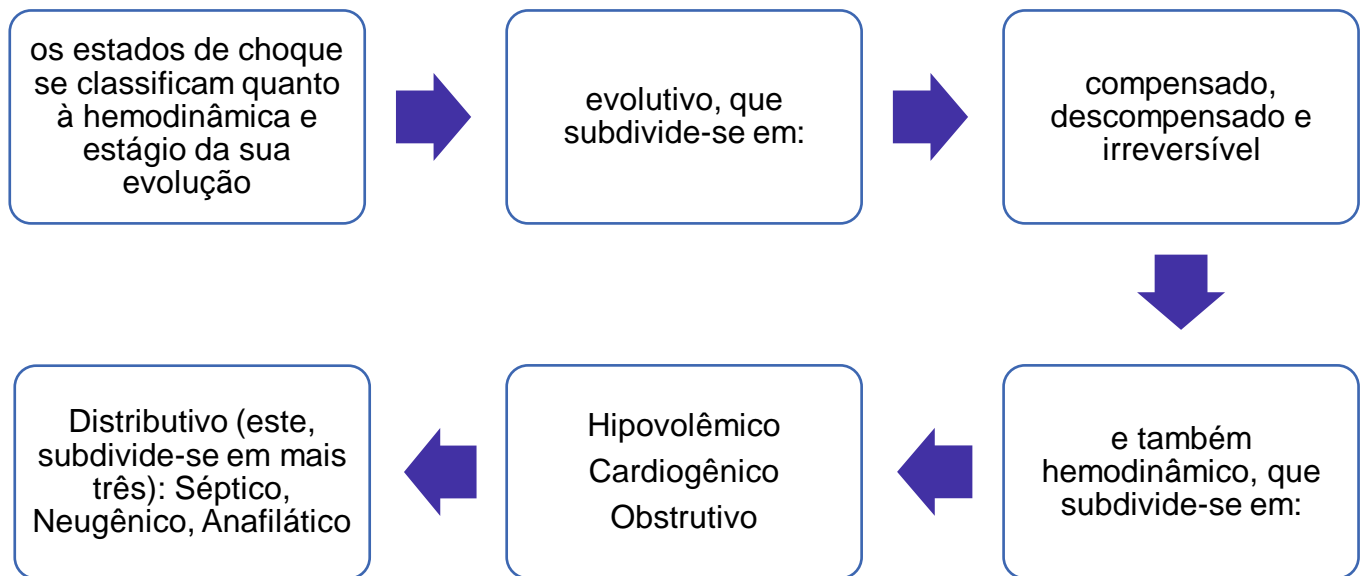 os estados de choque
se classificam quanto
à hemodinâmica e
estágio da sua
evolução
evolutivo, que
subdivide-se em:
compensado,
descompensado e
irreversível
e também
hemodinâmico, que
subdivide-se em:
Hipovolêmico
Cardiogênico
Obstrutivo
Distributivo (este,
subdivide-se em mais
três): Séptico,
Neugênico, Anafilático